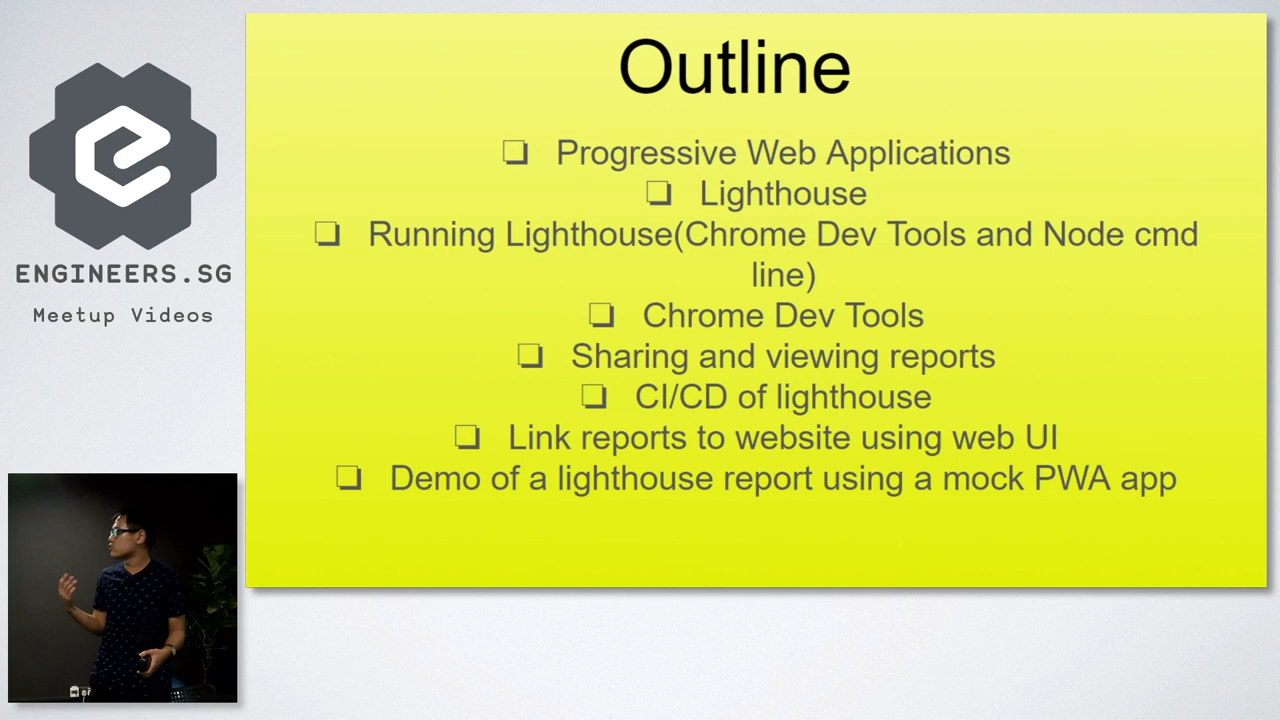 Outline
❏ Progressive Web Applications
❏ Lighthouse
❏ Running Lighthouse(Chrome Dev Tools and Node cmd
line)
❏ Chrome Dev Tools
❏ Sharing and viewing reports
❏ CI/CD of lighthouse
❏ Link reports to website using web UI
❏ Demo of a lighthouse report using a mock PWA app
ENGINEERS.SG
Meetup Videos